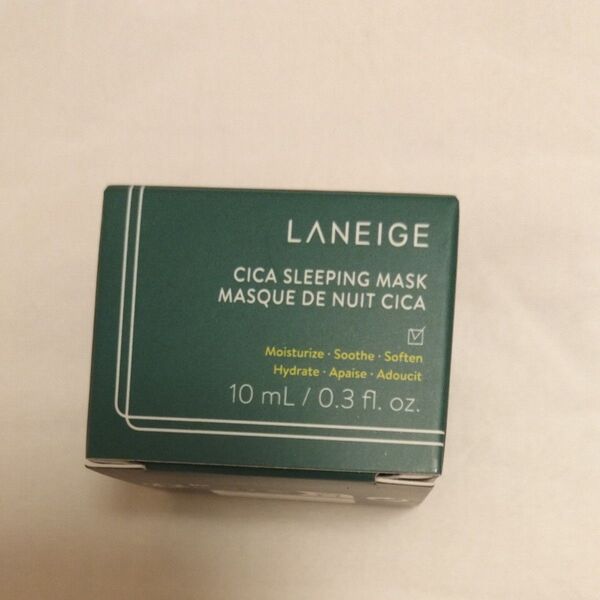 LANEIGE
CICA SLEEPING MASK
MASQUE DE NUIT CICA
Moisturize · Soothe · Soften
Hydrate · Apaise · Adoucit
10 mL / 0.3 fl. oz.